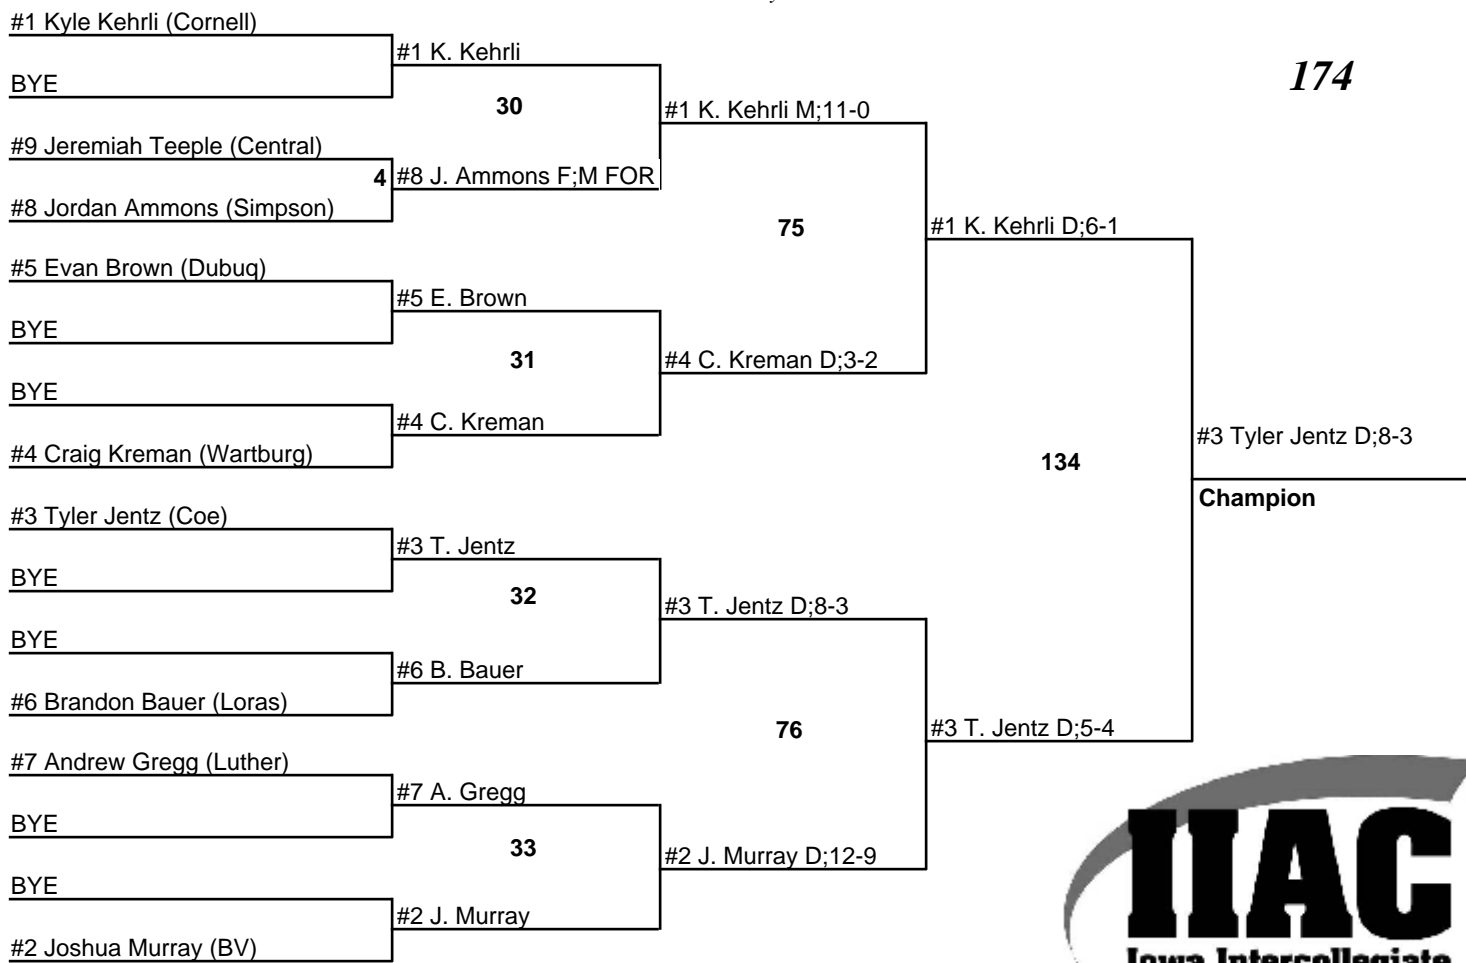 #1 Kyle Kehrli (Cornell)
BYE
#9 Jeremiah Teeple (Central)
#8 Jordan Ammons (Simpson)
#5 Evan Brown (Dubuq)
BYE
BYE
#4 Craig Kreman (Wartburg)
#3 Tyler Jentz (Coe)
BYE
BYE
#6 Brandon Bauer (Loras)
#7 Andrew Gregg (Luther)
BYE
BYE
#2 Joshua Murray (BV)
#1 K. Kehrli
30
4
#8 J. Ammons F;M FOR
#5 E. Brown
31
#4 C. Kreman
#3 T. Jentz
32
#6 B. Bauer
#7 A. Gregg
33
#2 J. Murray
#1 K. Kehrli M;11-0
75
#4 C. Kreman D;3-2
#3 T. Jentz D;8-3
76
#2 J. Murray D;12-9
#1 K. Kehrli D;6-1
134
#3 T. Jentz D;5-4
174
#3 Tyler Jentz D;8-3
Champion
IIAC
Iowa Intercollegiate